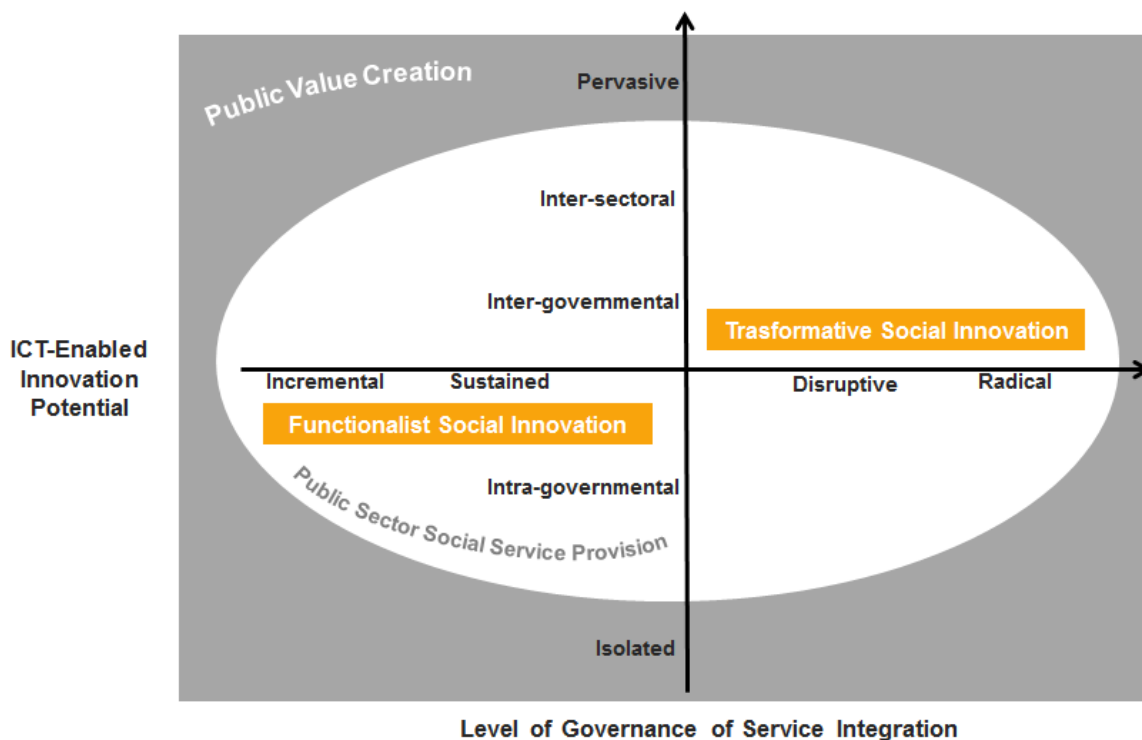 Public Value Creation
Pervasive
Inter-sectoral
Inter-governmental
Trasformative Social Innovation
ICT-Enabled
Innovation
Potential
Incremental
Sustained
Disruptive
Radical
Functionalist Social Innovation
Intra-governmental
Public Sector Social Service Provision
Isolated
Level of Governance of Service Integration